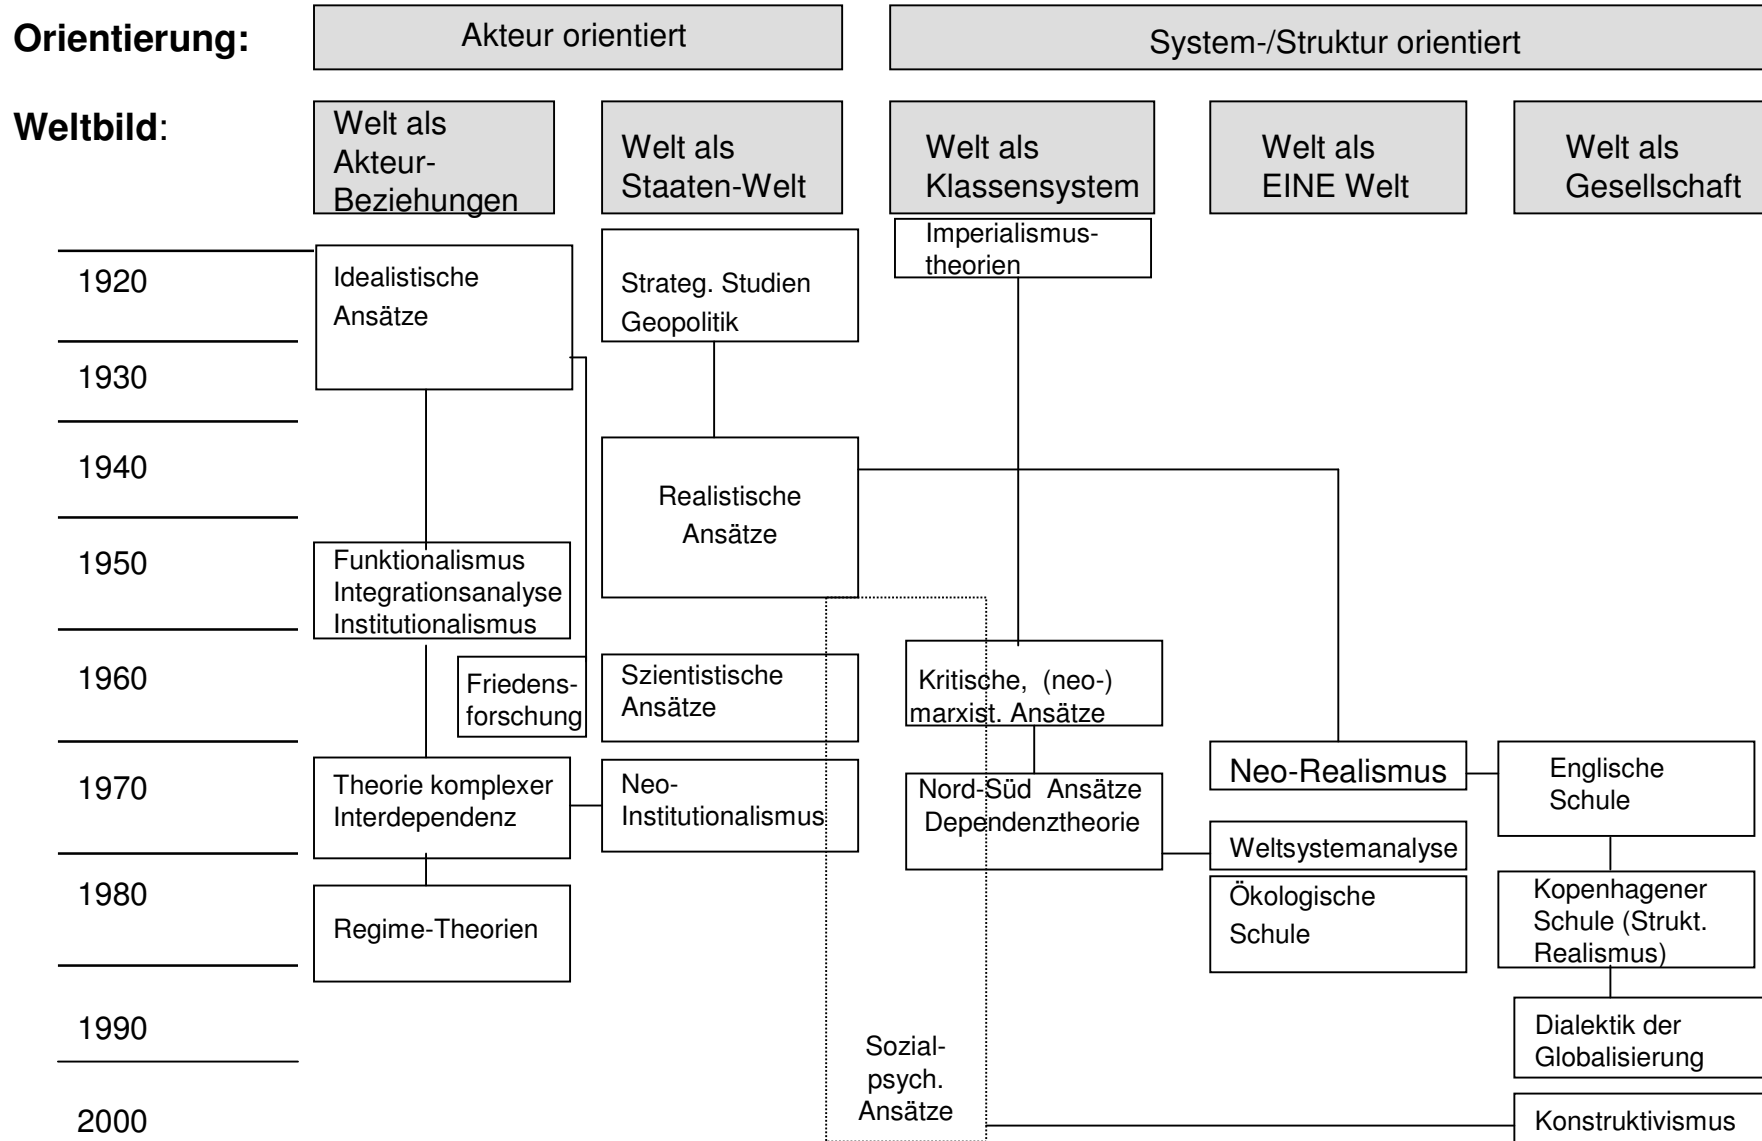 Orientierung:
Akteur orientiert
System-/Struktur orientiert
Weltbild:
Welt als
Akteur-
Beziehungen
Welt als
Staaten-Welt
Welt als
Klassensystem
Welt als
EINE Welt
Welt als
Gesellschaft
1920
Idealistische
Ansätze
Strateg. Studien
Geopolitik
Imperialismus-
theorien
1930
1940
Realistische
Ansätze
1950
Funktionalismus
Integrationsanalyse
Institutionalismus
1960
Friedens-
forschung
Szientistische
Ansätze
Kritische, (neo-)
marxist. Ansätze
1970
Theorie komplexer
Interdependenz
Neo-
Institutionalismus
Nord-Süd Ansätze
Dependenztheorie
Neo-Realismus
Englische
Schule
Weltsystemanalyse
1980
Regime-Theorien
Ökologische
Schule
Kopenhagener
Schule (Strukt.
Realismus)
1990
Sozial-
psych.
Ansätze
Dialektik der
Globalisierung
2000
Konstruktivismus